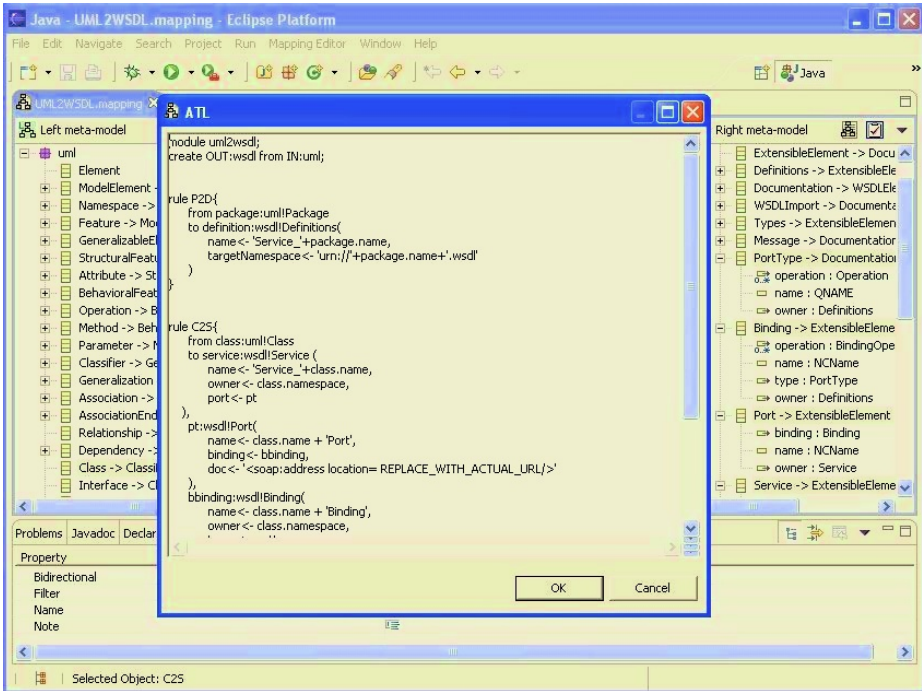 Java - UML2WSDL.mapping - Eclipse Platform
File Edit Navigate Search Project Run Mapping Editor Window Help
Java
UML2WSDL.mapping
Left meta-model
uml
Element
ModelElement -
Namespace ->
Feature -> Mo
GeneralizableEl
StructuralFeatu
Attribute -> St
BehavioralFeat
Operation -> B
Method -> Beh
Parameter -> M
Classifier -> Ge
Generalization
Association ->
AssociationEnd
Relationship ->
Dependency ->
Class -> Classif
Interface -> Cl
ATL
module uml2wsdl;
create OUT:wsdl from IN:uml;
rule P2D{
from package:uml!Package
to definition:wsdl!Definitions(
name<- 'Service_'+package.name,
targetNamespace<- 'urn://'+package.name+'.wsdl'
)
}
rule C2S{
from class:uml!Class
to service:wsdl!Service (
name<- 'Service_'+class.name,
owner<- class.namespace,
port<- pt
),
pt:wsdl!Port(
name<- class.name + 'Port',
binding<- bbinding,
doc<- '<soap:address location= REPLACE_WITH_ACTUAL_URL/>'
),
bbinding:wsdl!Binding(
name<- class.name + 'Binding',
owner<- class.namespace,
OK Cancel
Right meta-model
ExtensibleElement -> Docu
Definitions -> ExtensibleEle
Documentation -> WSDLEle
WSDLImport -> Documenta
Types -> ExtensibleElemen
Message -> Documentation
PortType -> Documentation
operation : Operation
name : QNAME
owner : Definitions
Binding -> ExtensibleEleme
operation : BindingOpe
name : NCName
type : PortType
owner : Definitions
Port -> ExtensibleElement
binding : Binding
name : NCName
owner : Service
Service -> ExtensibleEleme
Problems Javadoc Declar
Property
Bidirectional
Filter
Name
Note
Selected Object: C2S